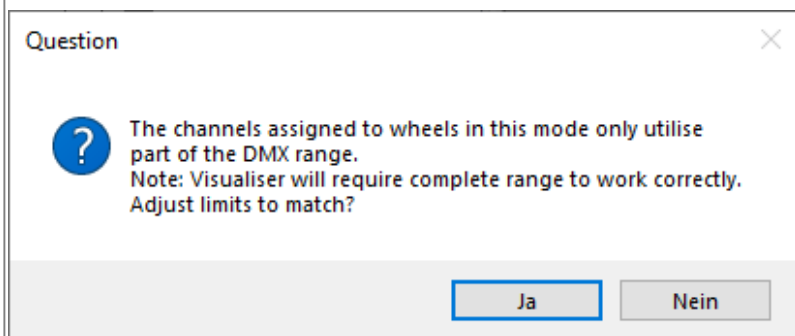 Question
The channels assigned to wheels in this mode only utilise
part of the DMX range.
Note: Visualiser will require complete range to work correctly.
Adjust limits to match?
Ja
Nein